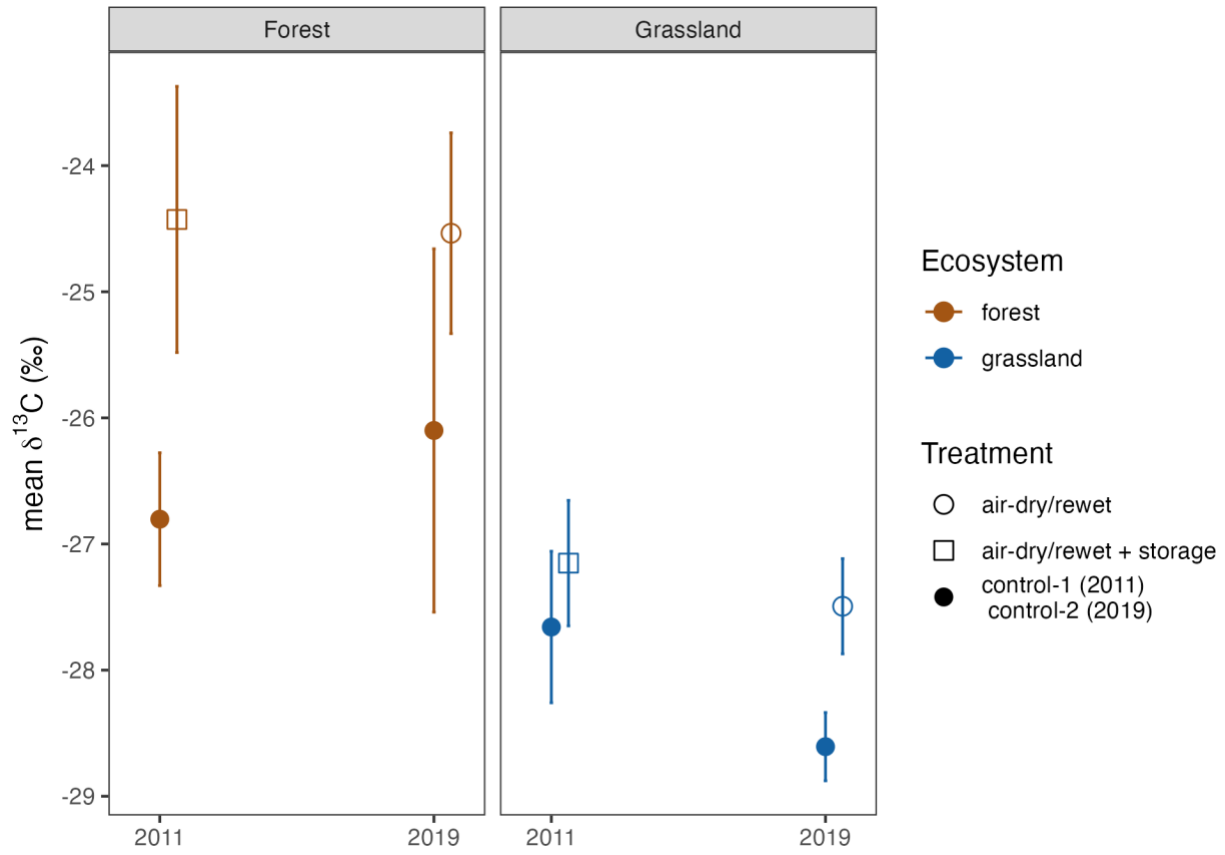 Forest
Grassland
mean δ¹³C (‰)
-24
-25
-26
-27
-28
-29
2011
2019
2011
2019
Ecosystem
forest
grassland
Treatment
air-dry/rewet
air-dry/rewet + storage
control-1 (2011)
control-2 (2019)